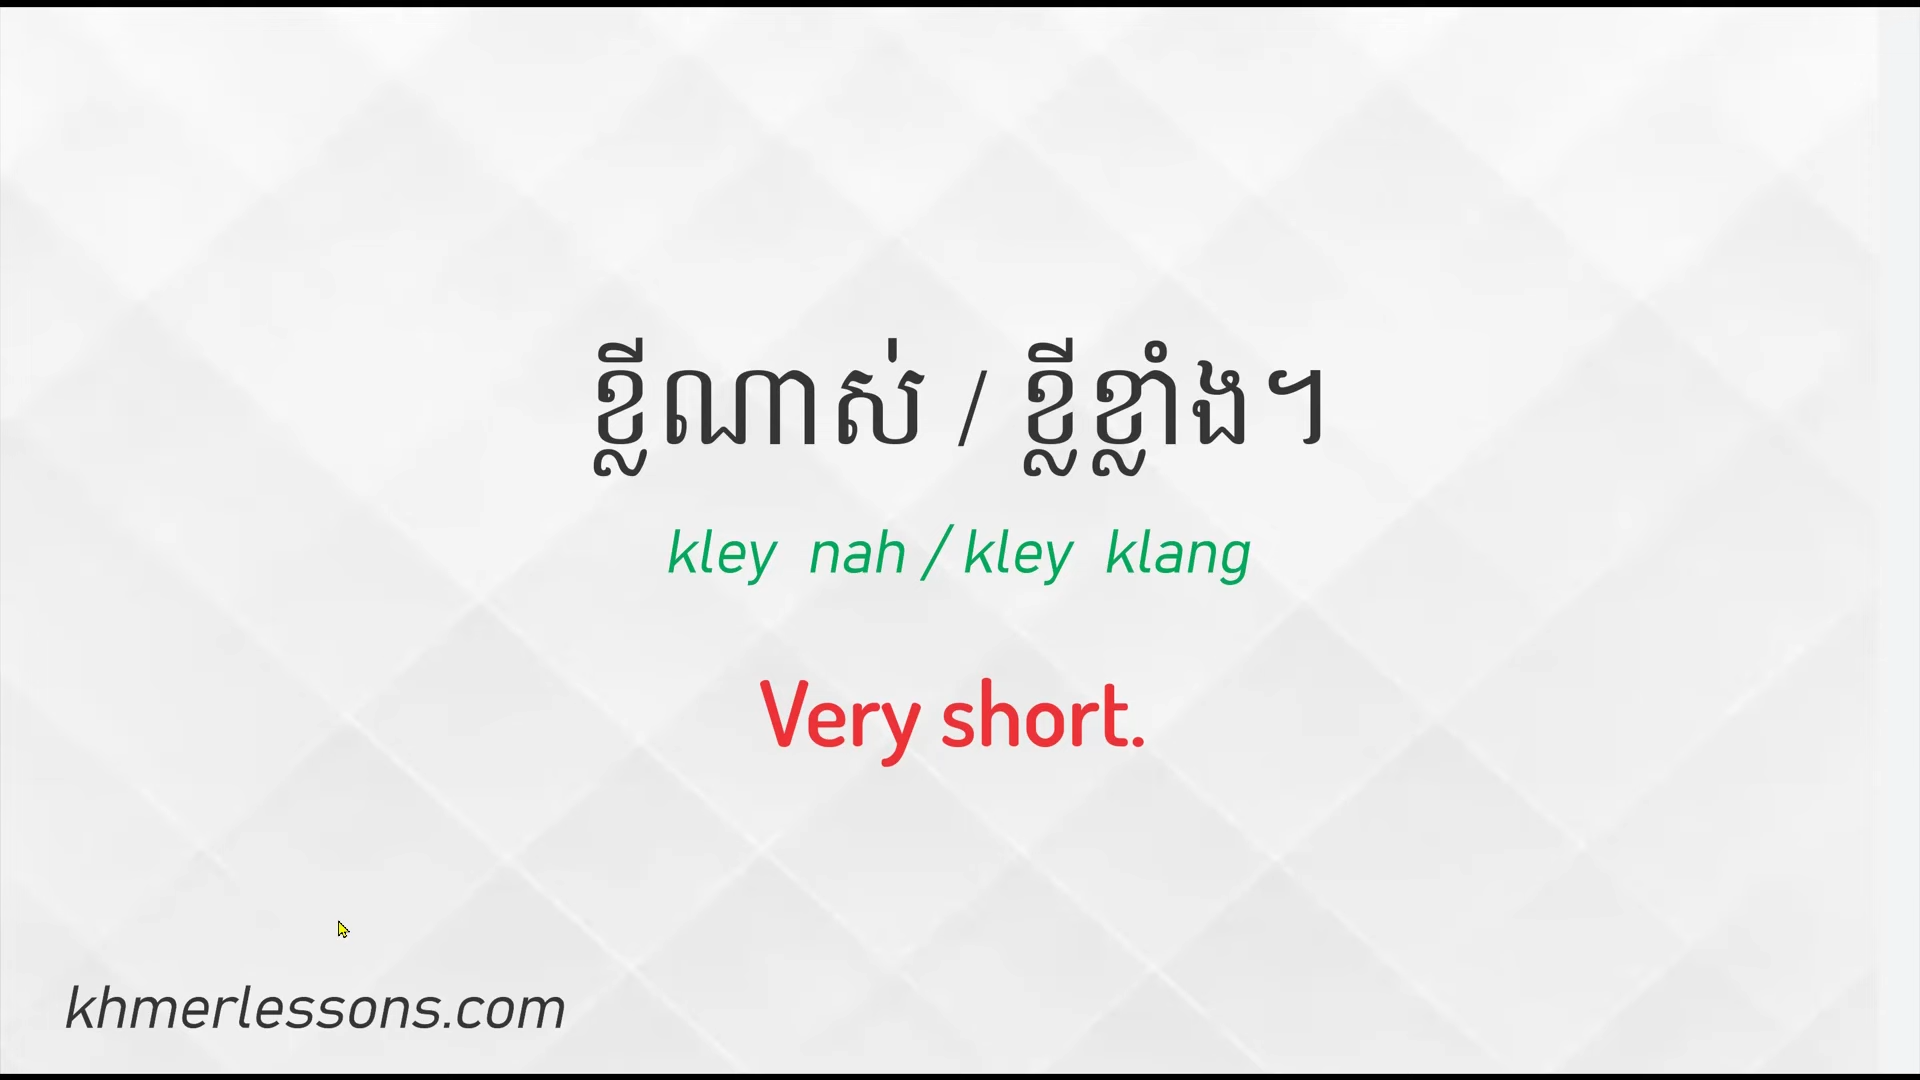 ខ្លីណាស់ / ខ្លីខ្លាំង។
kley nah / kley klang
Very short.
khmerlessons.com